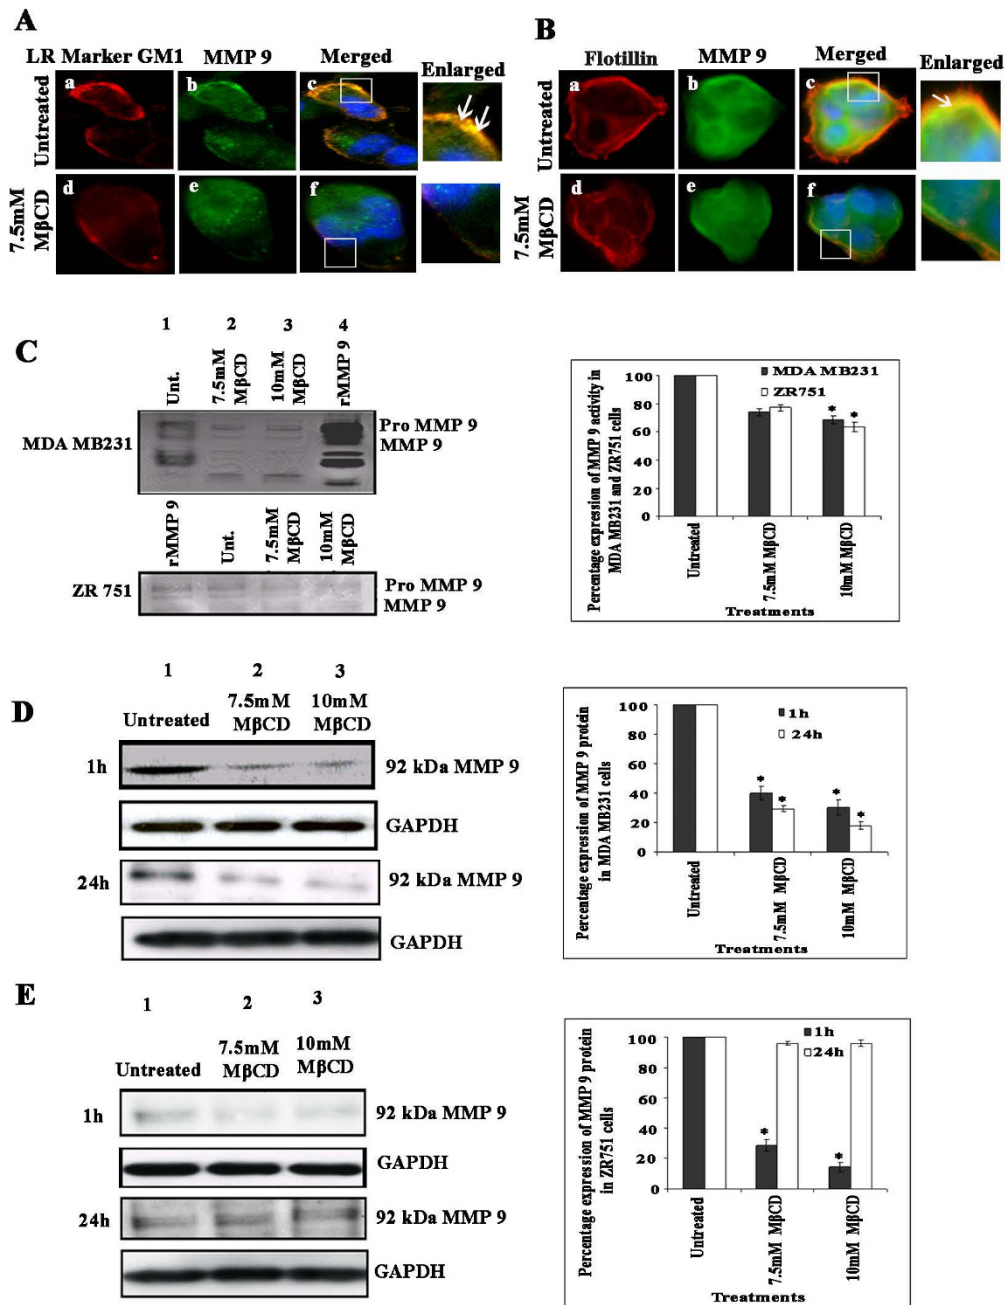 A
LR Marker GM1 MMP 9 Merged
Enlarged
Untreated
a b c
7.5mM
MβCD
d e f
B
Flotillin MMP 9 Merged
Enlarged
Untreated
a b c
7.5mM
MβCD
d e f
C
1 2 3 4
Unt.
7.5mM
MβCD
10mM
MβCD
rMMP 9
MDA MB231
Pro MMP 9
MMP 9
rMMP 9
Unt.
7.5mM
MβCD
10mM
MβCD
ZR 751
Pro MMP 9
MMP 9
Percentage expression of MMP 9 activity in
MDA MB231 and ZR751 cells
100
80
60
40
20
0
MDA MB231
ZR751
* *
Untreated
7.5mM MβCD
10mM MβCD
Treatments
D
1 2 3
Untreated
7.5mM
MβCD
10mM
MβCD
1h
92 kDa MMP 9
GAPDH
24h
92 kDa MMP 9
GAPDH
Percentage expression of MMP 9 protein
in MDA MB231 cells
100
80
60
40
20
0
1h
24h
* * * *
Untreated
7.5mM MβCD
10mM MβCD
Treatments
E
1 2 3
Untreated
7.5mM
MβCD
10mM
MβCD
1h
92 kDa MMP 9
GAPDH
24h
92 kDa MMP 9
GAPDH
Percentage expression of MMP 9 protein
in ZR751 cells
100
80
60
40
20
0
1h
24h
* *
Untreated
7.5mM MβCD
10mM MβCD
Treatments